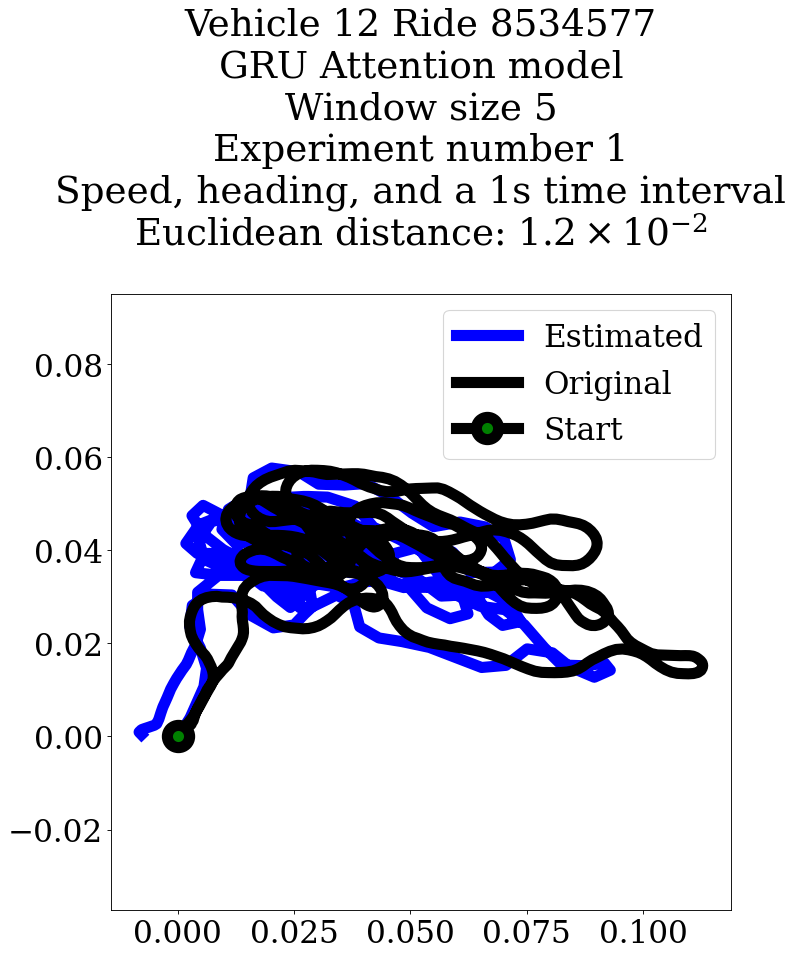 Vehicle 12 Ride 8534577
GRU Attention model
Window size 5
Experiment number 1
Speed, heading, and a 1s time interval
Euclidean distance: 1.2 × 10⁻²
Estimated
Original
Start
0.08
0.06
0.04
0.02
0.00
−0.02
0.000 0.025 0.050 0.075 0.100